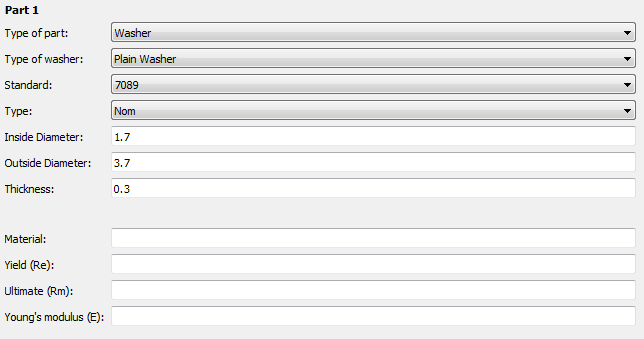 Part 1
Type of part: Washer
Type of washer: Plain Washer
Standard: 7089
Type: Nom
Inside Diameter: 1.7
Outside Diameter: 3.7
Thickness: 0.3
Material:
Yield (Re):
Ultimate (Rm):
Young's modulus (E):